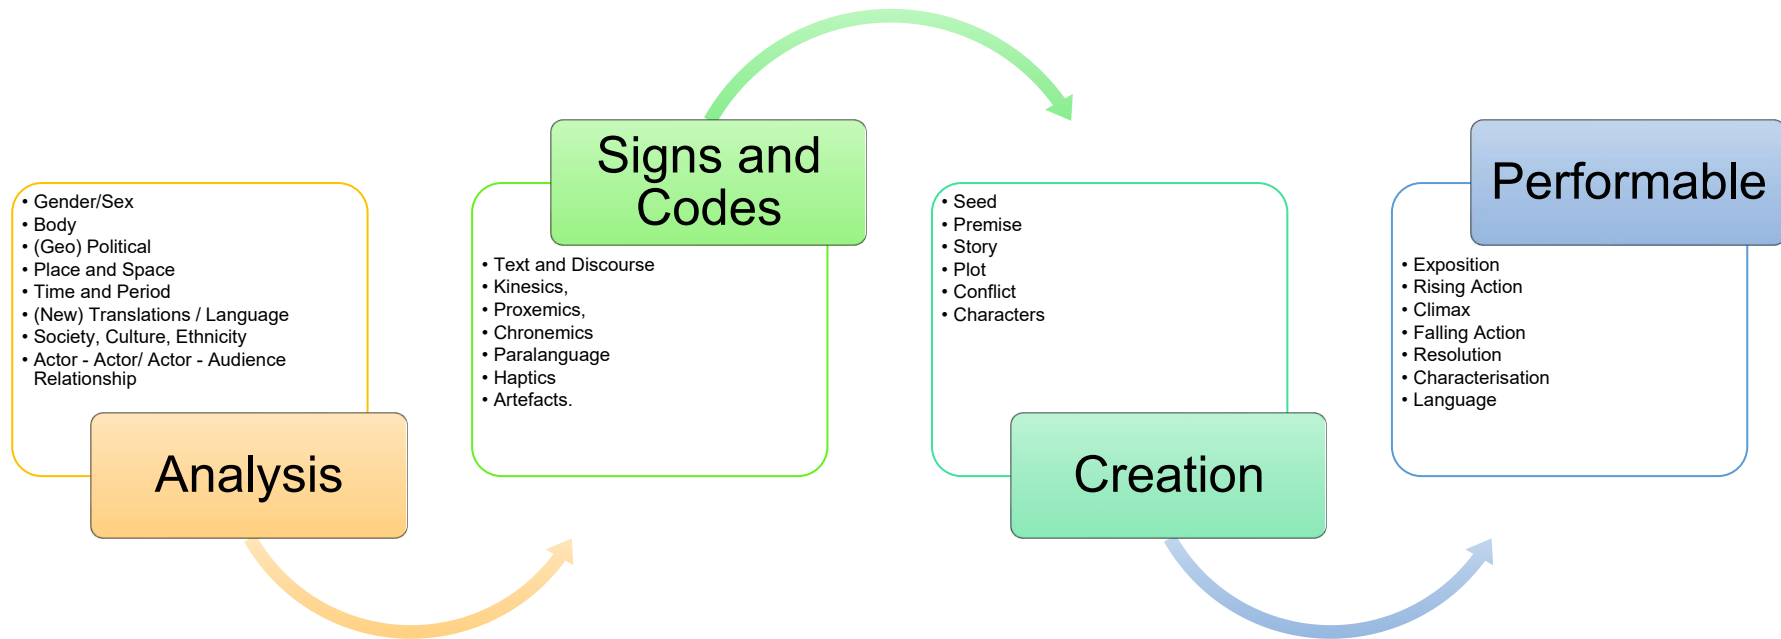 • Gender/Sex
• Body
• (Geo) Political
• Place and Space
• Time and Period
• (New) Translations / Language
• Society, Culture, Ethnicity
• Actor - Actor/ Actor - Audience
Relationship
Analysis
Signs and
Codes
• Text and Discourse
• Kinesics,
• Proxemics,
• Chronemics
• Paralanguage
• Haptics
• Artefacts.
• Seed
• Premise
• Story
• Plot
• Conflict
• Characters
Creation
Performable
• Exposition
• Rising Action
• Climax
• Falling Action
• Resolution
• Characterisation
• Language